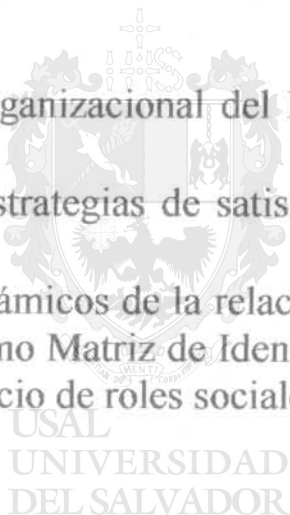 ganizacional del
strategias de satis
ámicos de la relac
mo Matriz de Iden
cio de roles sociale
USAL
UNIVERSIDAD
DEL SALVADOR